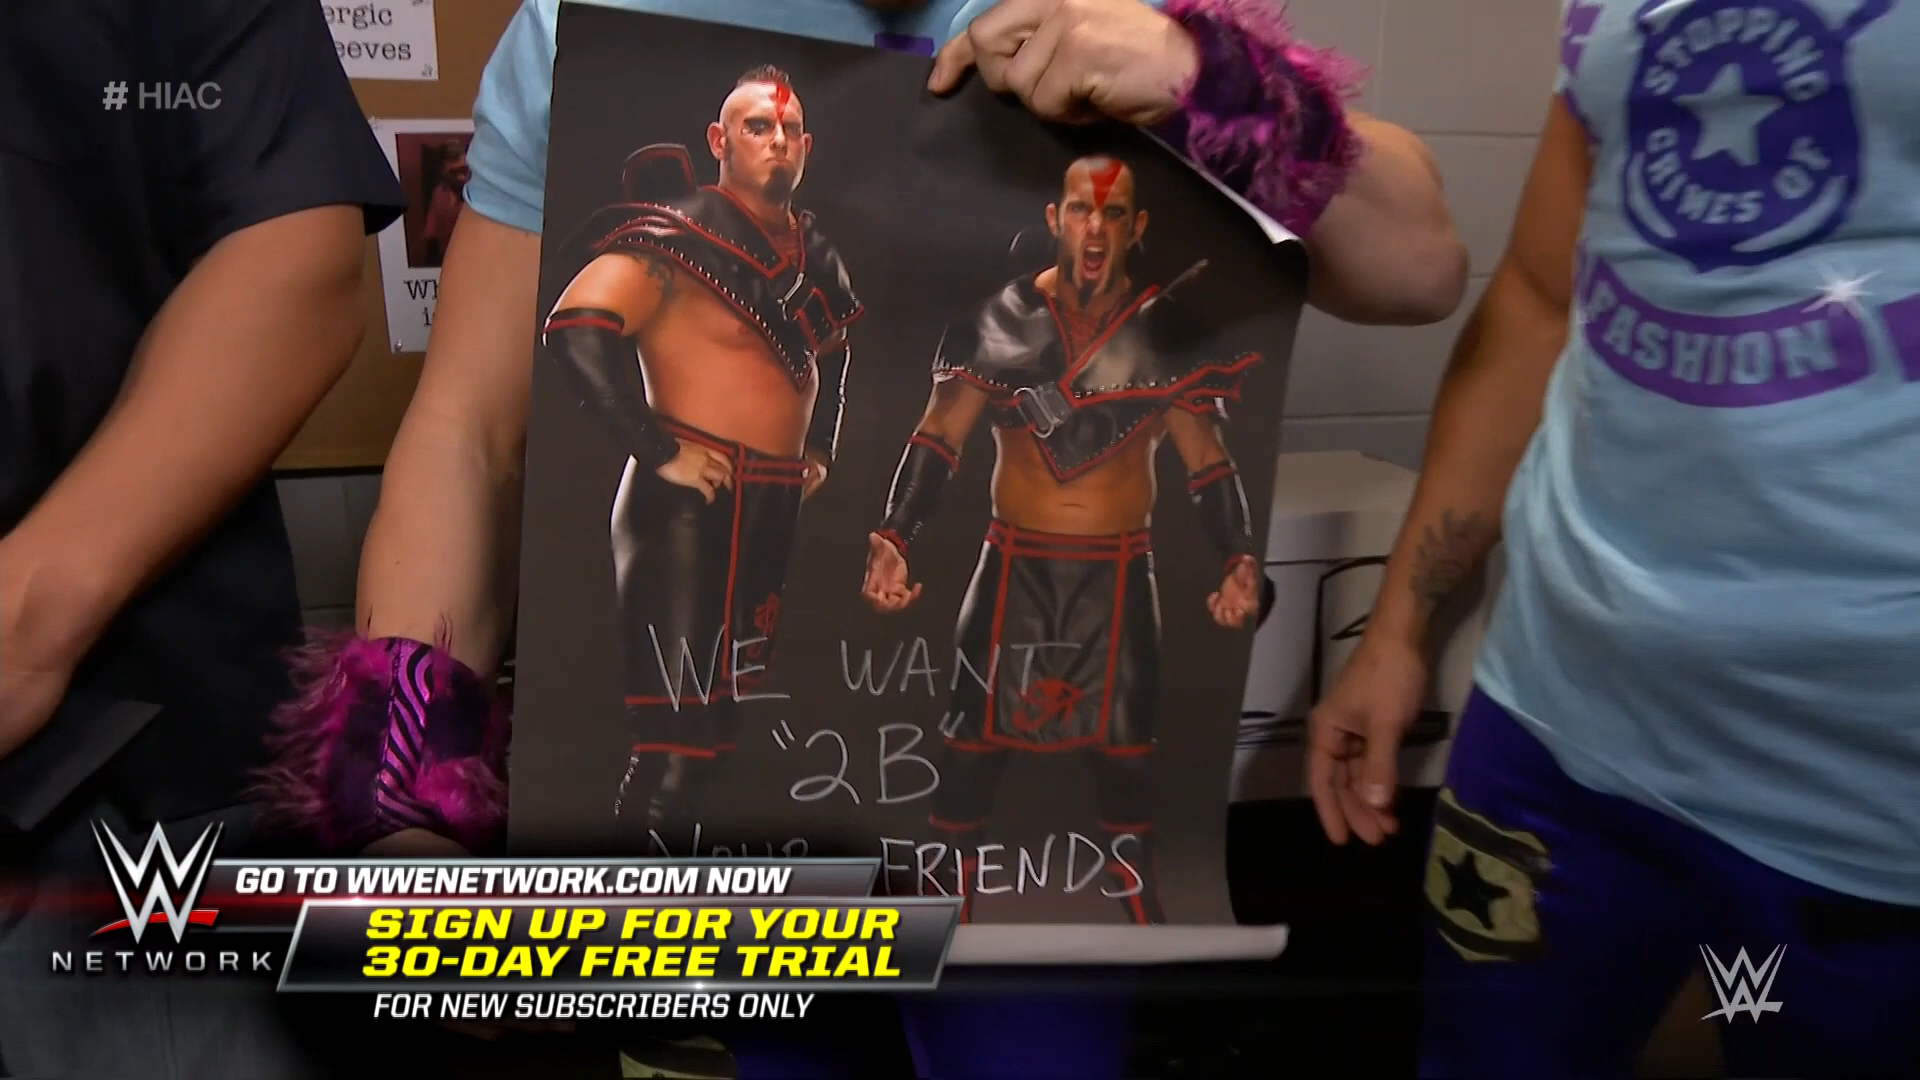 ergic
eeves
# HIAC
STOPPING
CRIMES OF
FASHION
WE WANT
"2B"
YOUR FRIENDS
GO TO WWENETWORK.COM NOW
SIGN UP FOR YOUR
30-DAY FREE TRIAL
FOR NEW SUBSCRIBERS ONLY
W
NETWORK
W